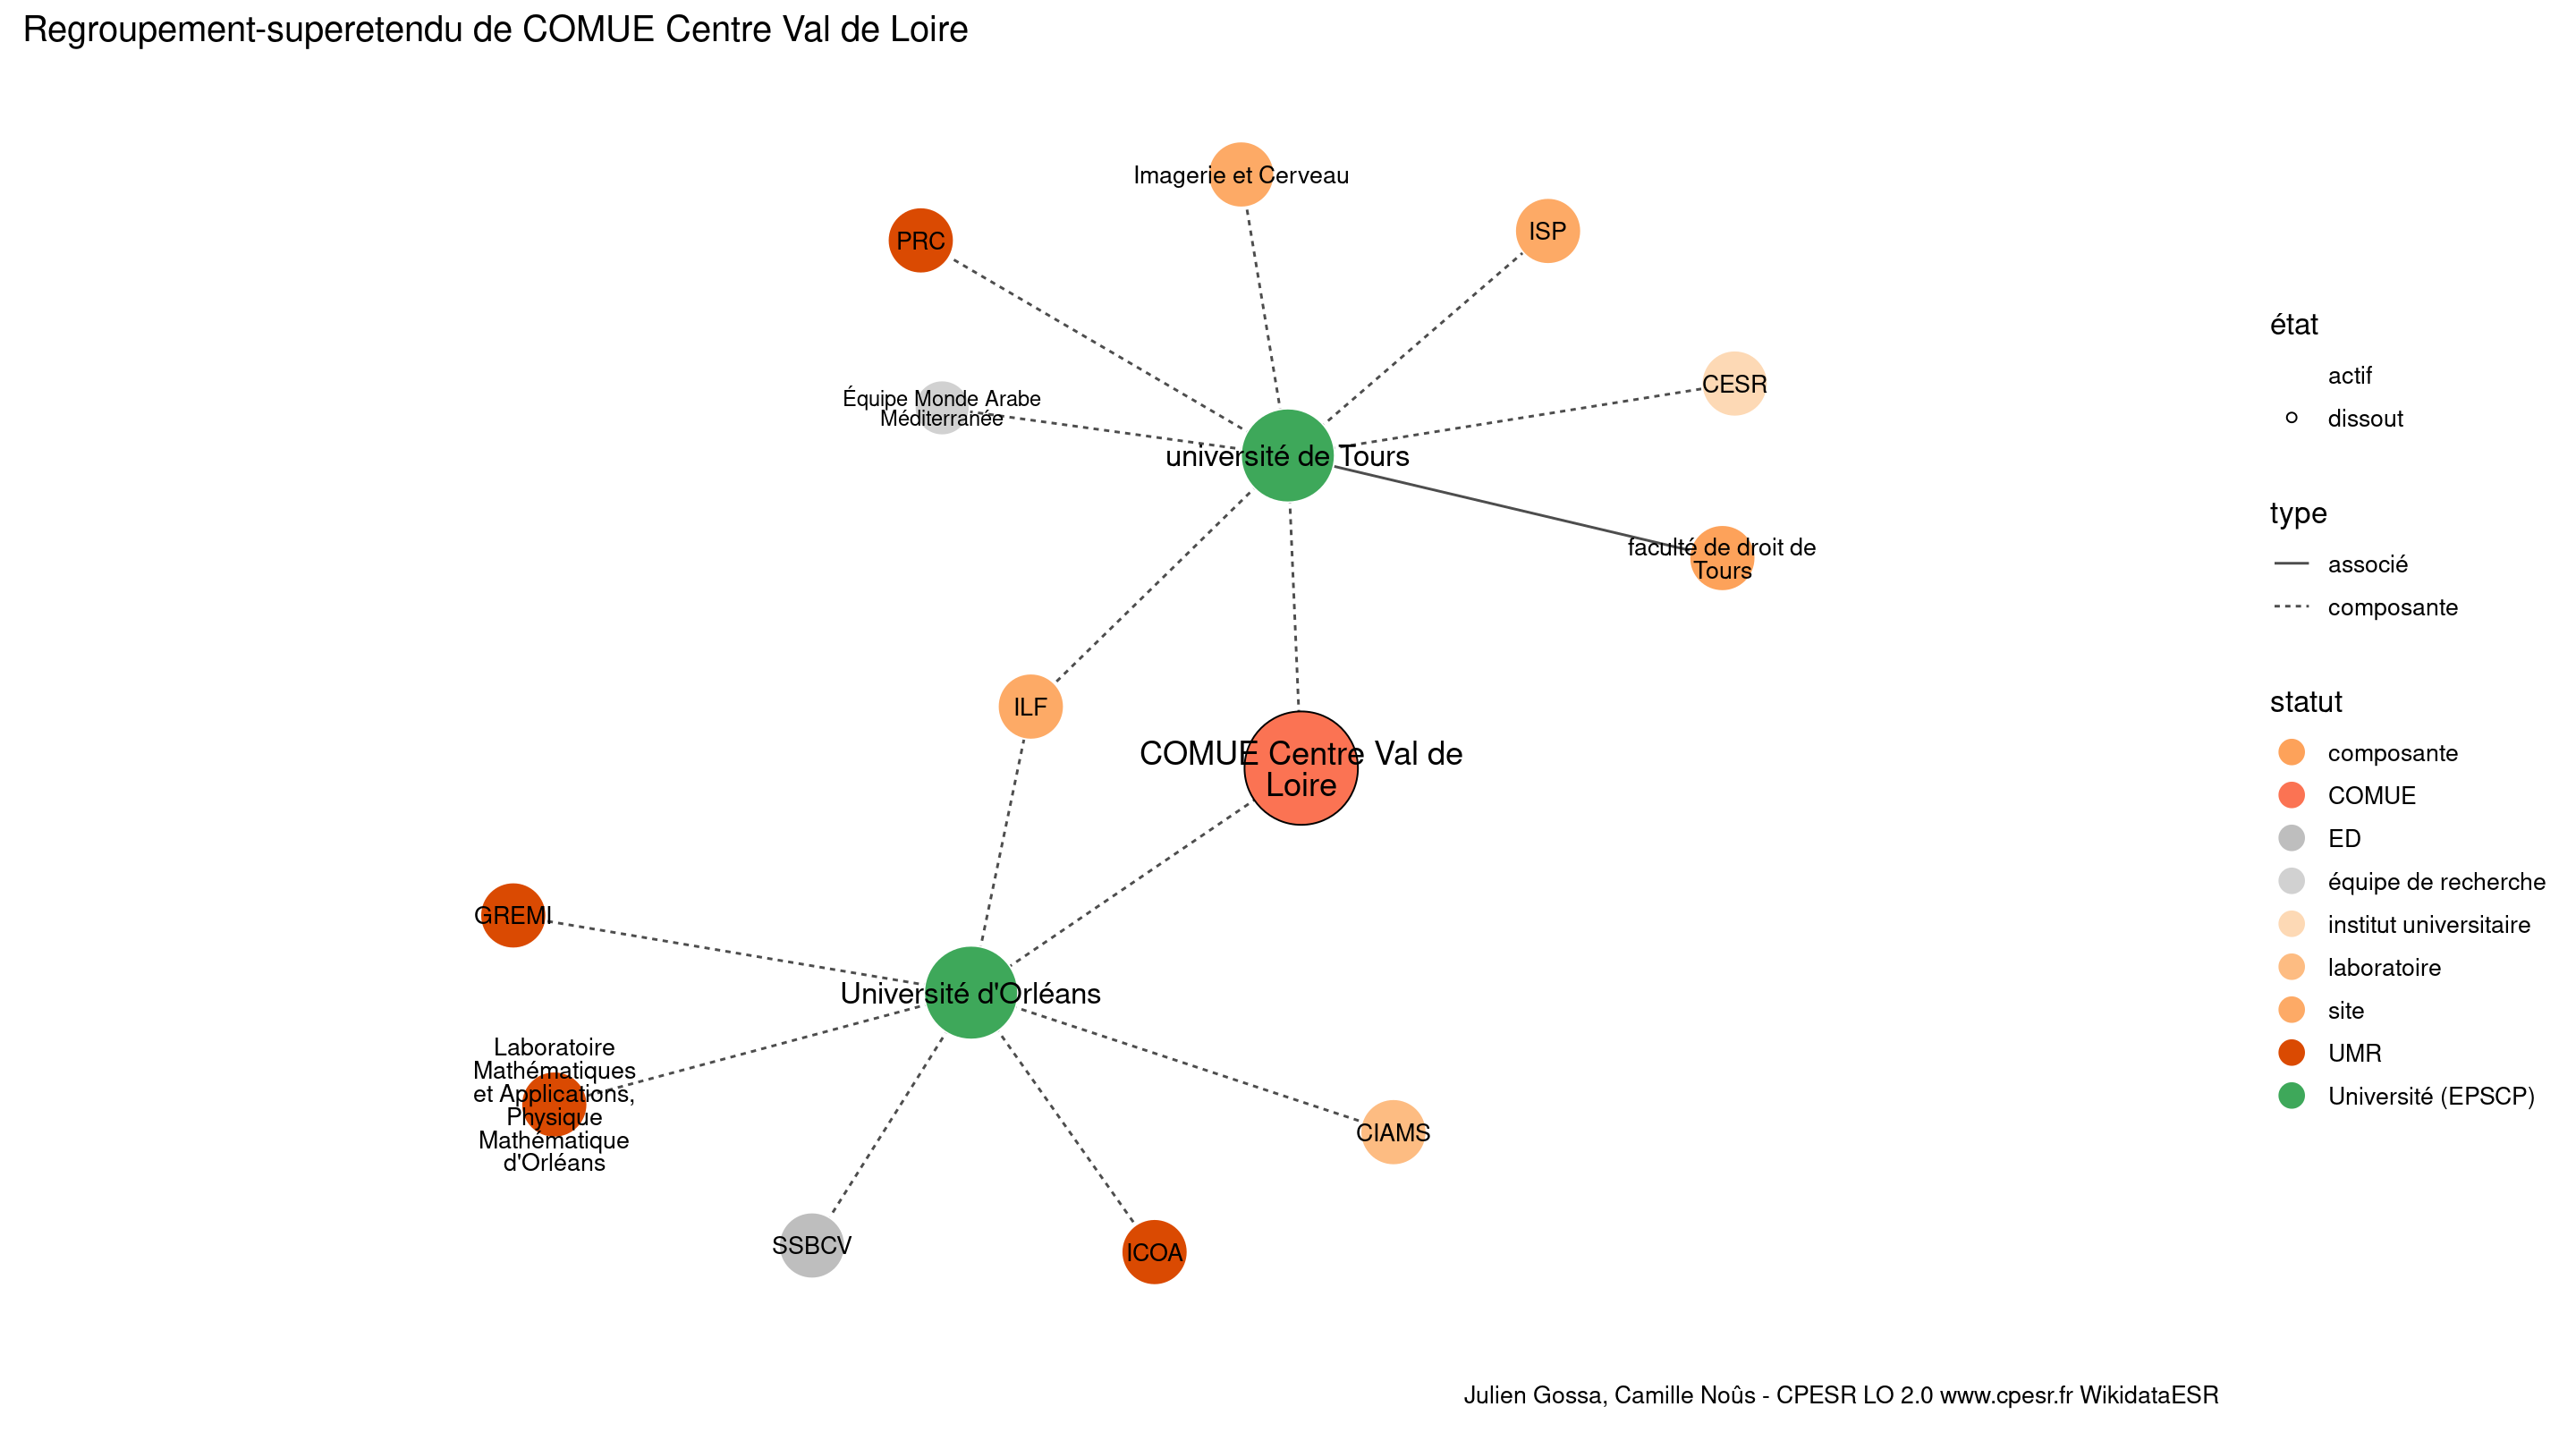 Regroupement-superetendu de COMUE Centre Val de Loire
Imagerie et Cerveau
PRC
ISP
CESR
Équipe Monde Arabe
Méditerranée
université de Tours
faculté de droit de
Tours
ILF
COMUE Centre Val de
Loire
GREMI
Université d'Orléans
Laboratoire
Mathématiques
et Applications,
Physique
Mathématique
d'Orléans
CIAMS
SSBCV
ICOA
état
actif
dissout
type
associé
composante
statut
composante
COMUE
ED
équipe de recherche
institut universitaire
laboratoire
site
UMR
Université (EPSCP)
Julien Gossa, Camille Noûs - CPESR LO 2.0 www.cpesr.fr WikidataESR